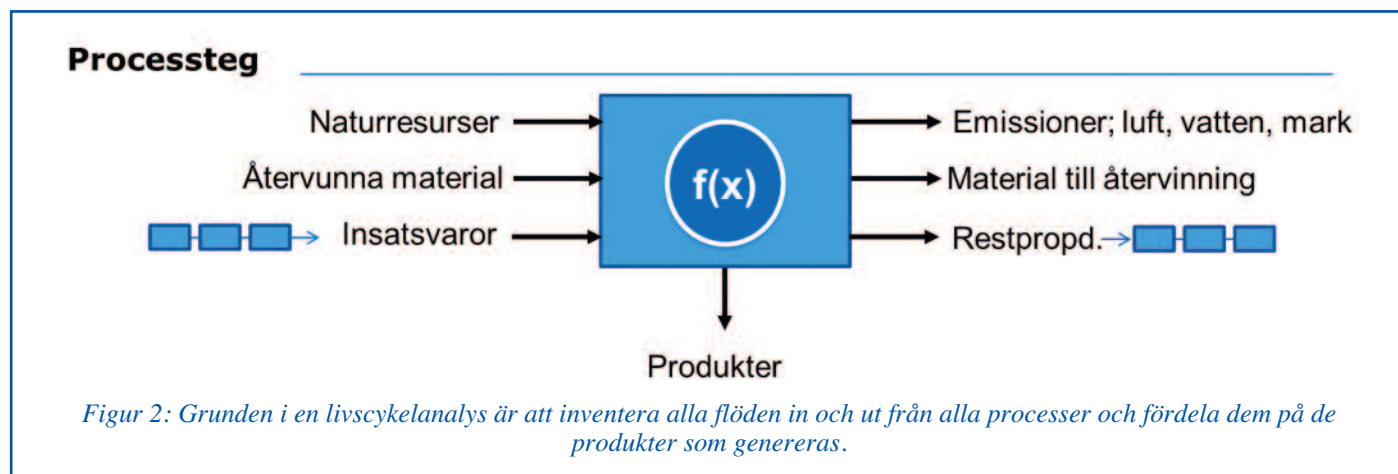 Processteg
Naturresurser
Återvunna material
Insatsvaror
f(x)
Emissioner; luft, vatten, mark
Material till återvinning
Restpropd.
Produkter
Figur 2: Grunden i en livscykelanalys är att inventera alla flöden in och ut från alla processer och fördela dem på de
produkter som genereras.